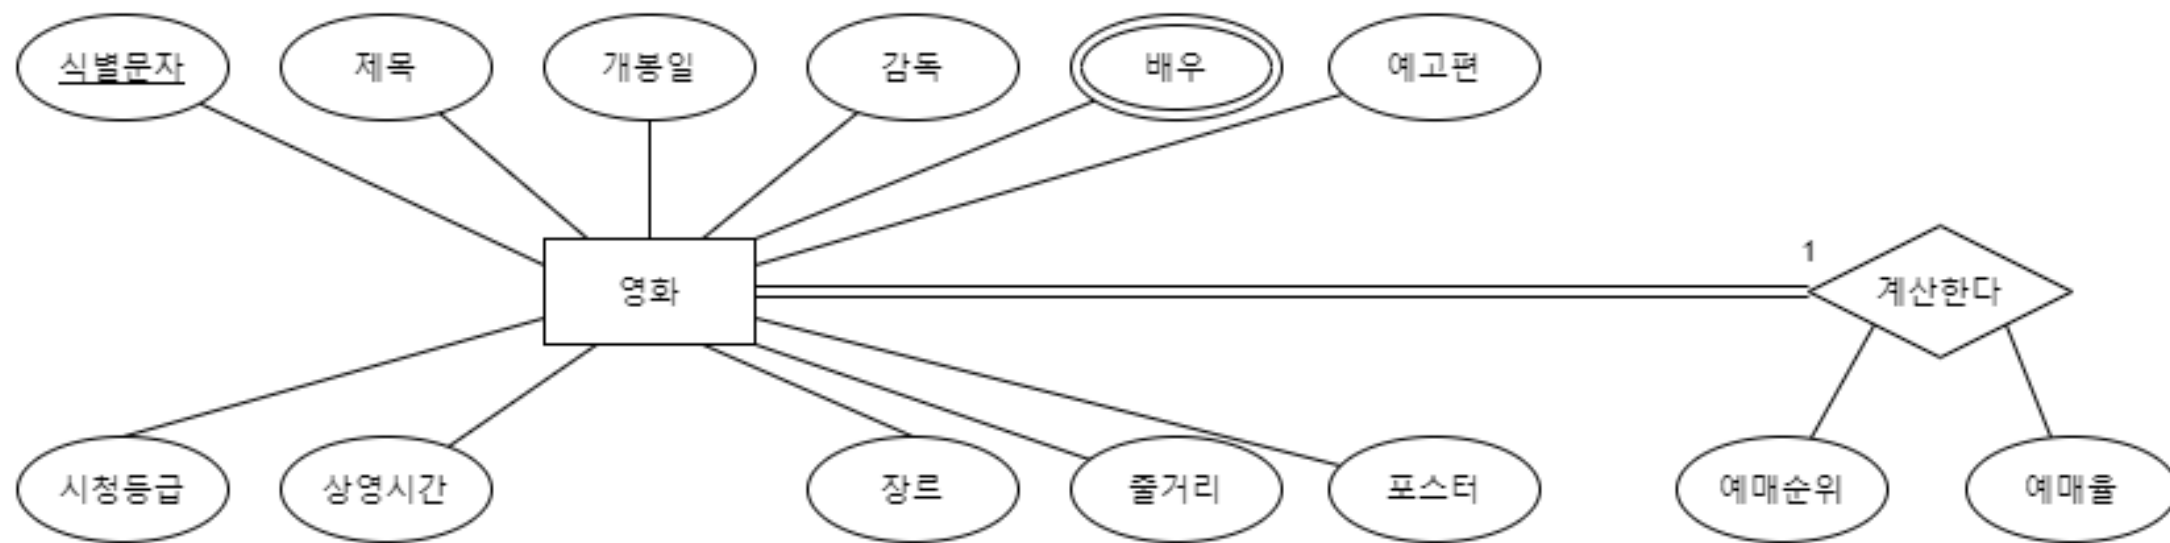 식별문자
제목
개봉일
감독
배우
예고편
영화
1
계산한다
시청등급
상영시간
장르
줄거리
포스터
예매순위
예매율